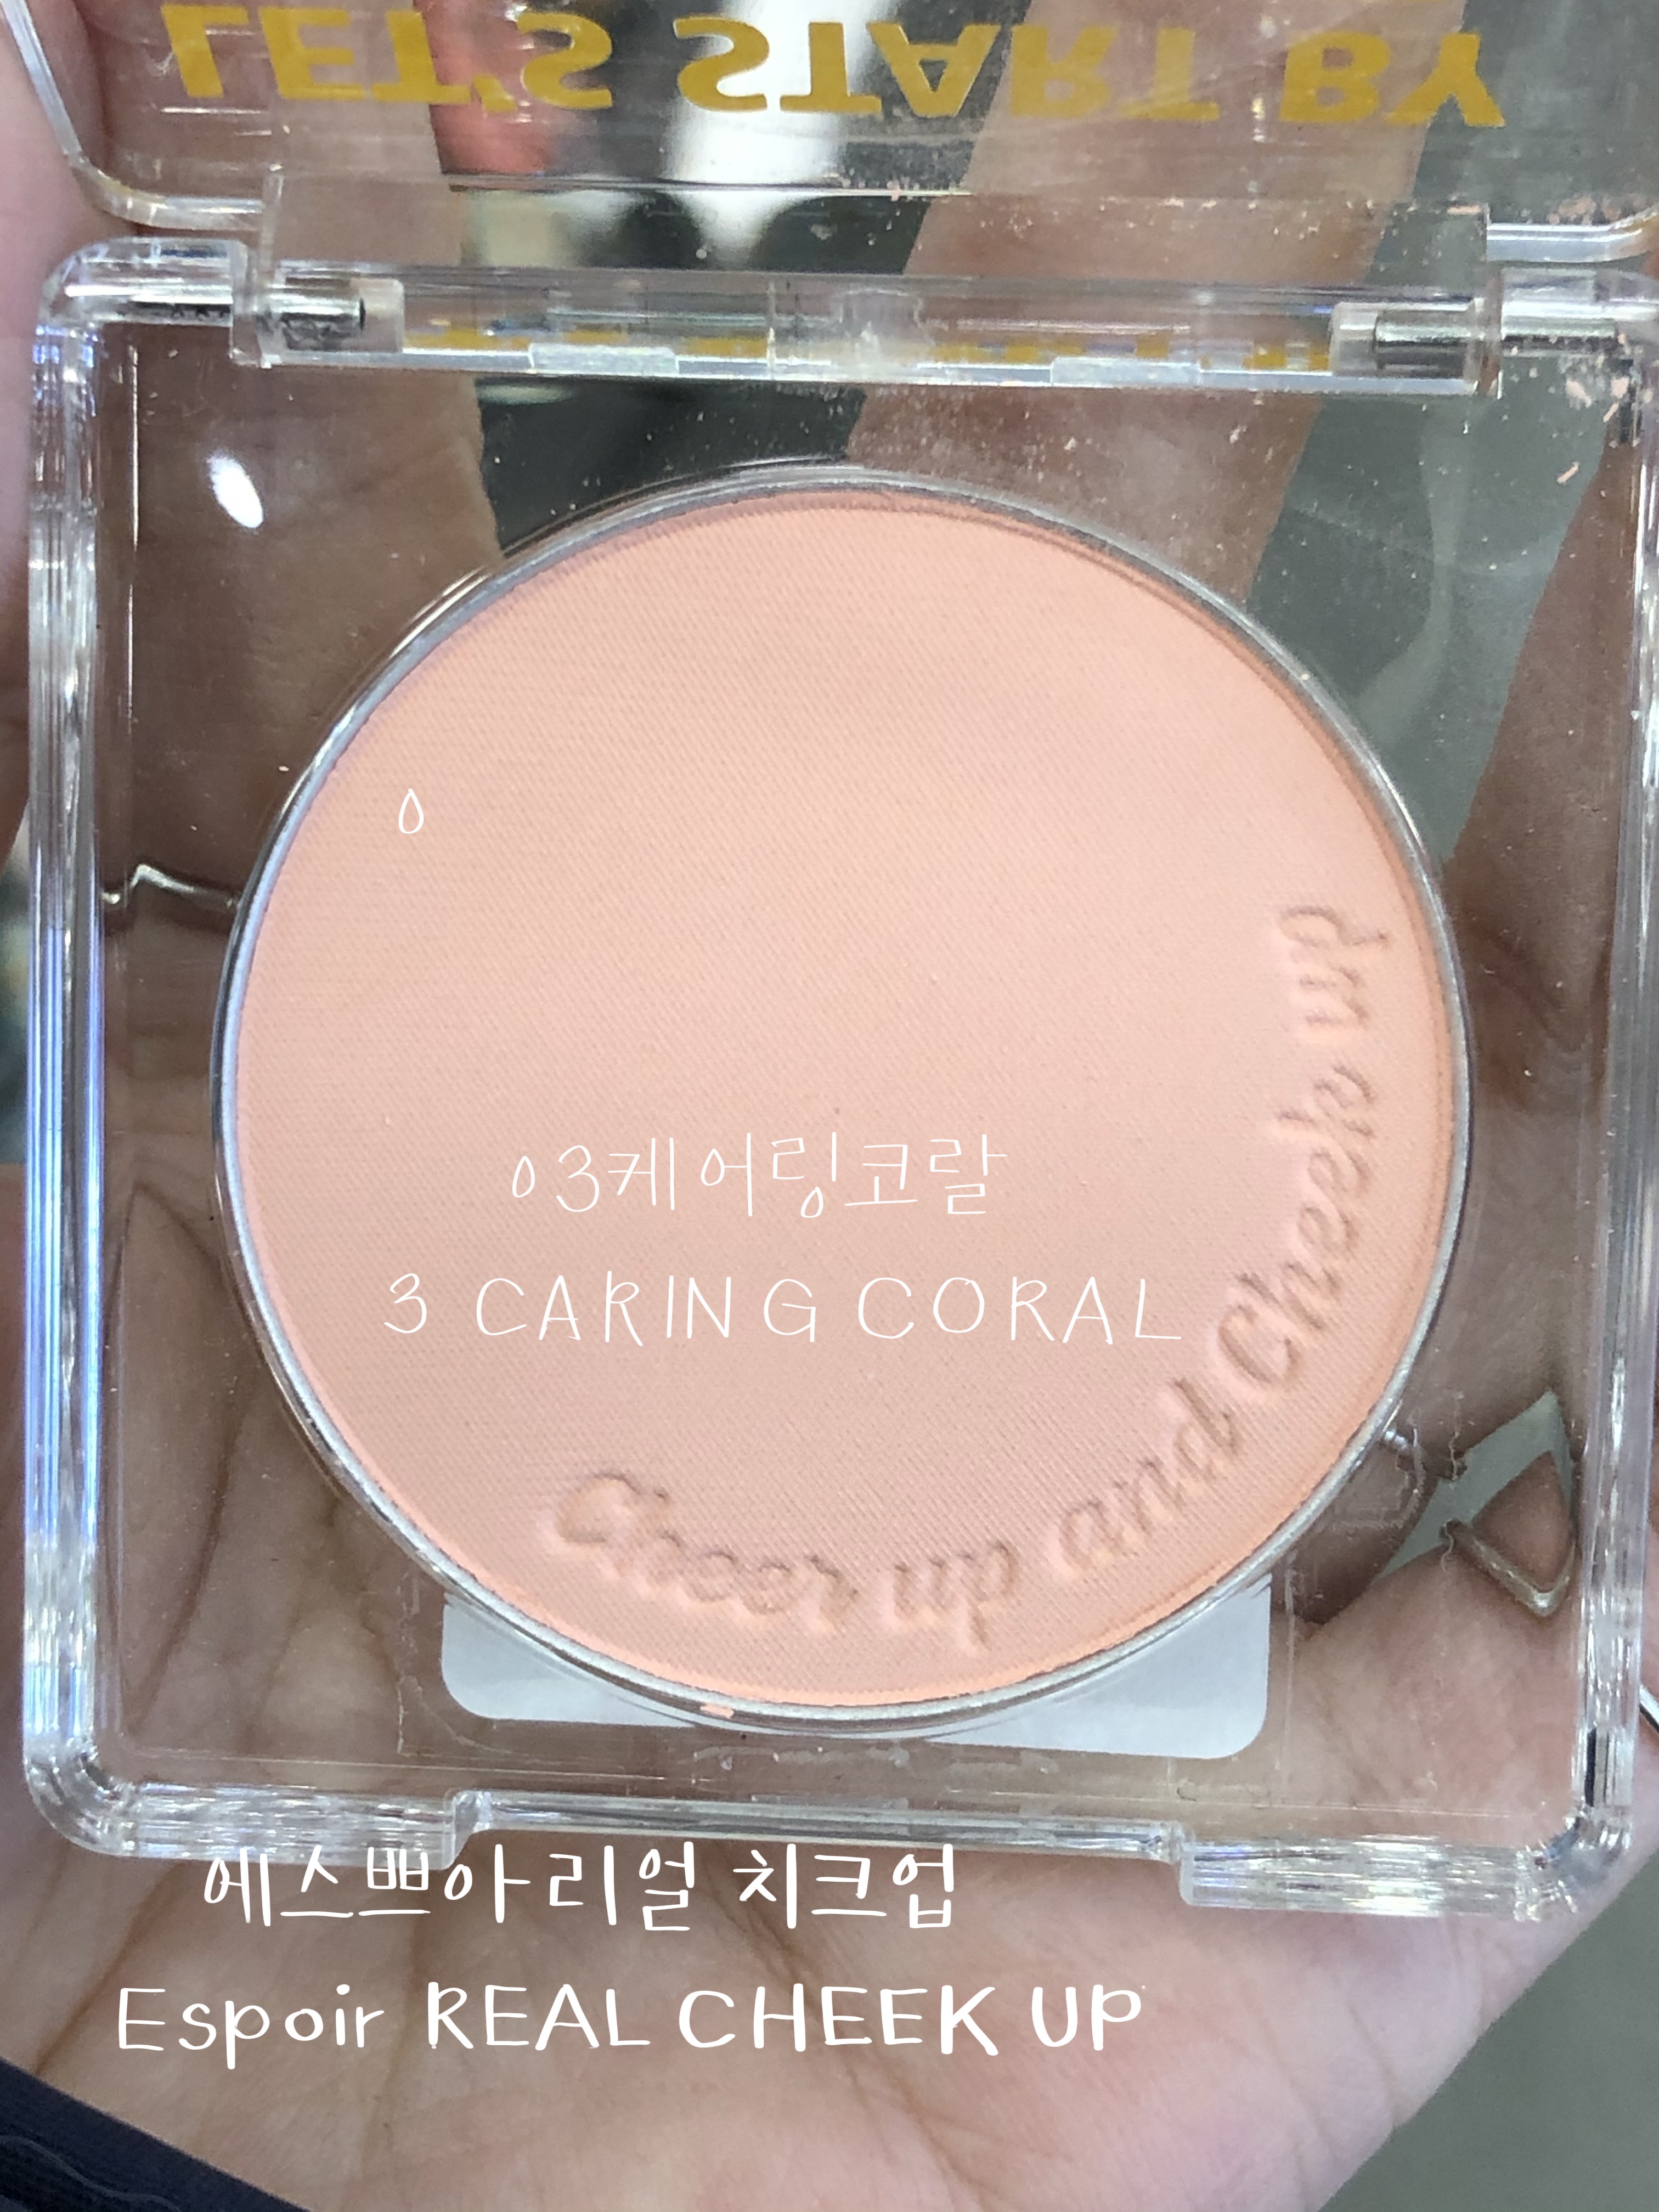 LET'S START BY
0
03케어링코랄
3 CARING CORAL
Cheer up and Cheek up
에스쁘아 리얼 치크업
Espoir REAL CHEEK UP